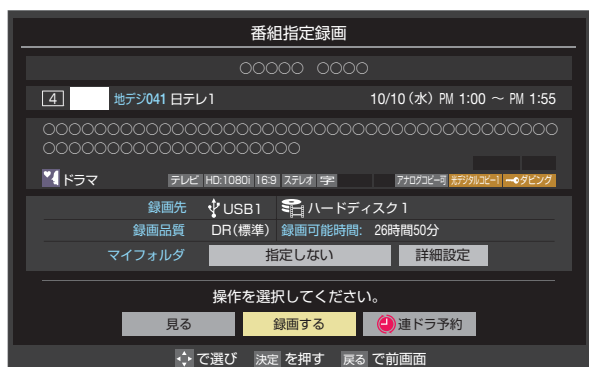 番組指定録画
○○○○○ ○○○○
4 地デジ041 日テレ1 10/10(水) PM 1:00 ~ PM 1:55
○○○○○○○○○○○○○○○○○○○○○○○○○○○○○○○○○○○○○○○○
○○○○○○○○○○○○○○○○○○○○
ドラマ テレビ HD:1080i 16:9 ステレオ 字 アナログコピー可 光デジタルコピー1 ダビング
録画先 USB1 ハードディスク1
録画品質 DR(標準) 録画可能時間: 26時間50分
マイフォルダ 指定しない 詳細設定
操作を選択してください。
見る 録画する 連ドラ予約
で選び 決定 を押す 戻る で前画面